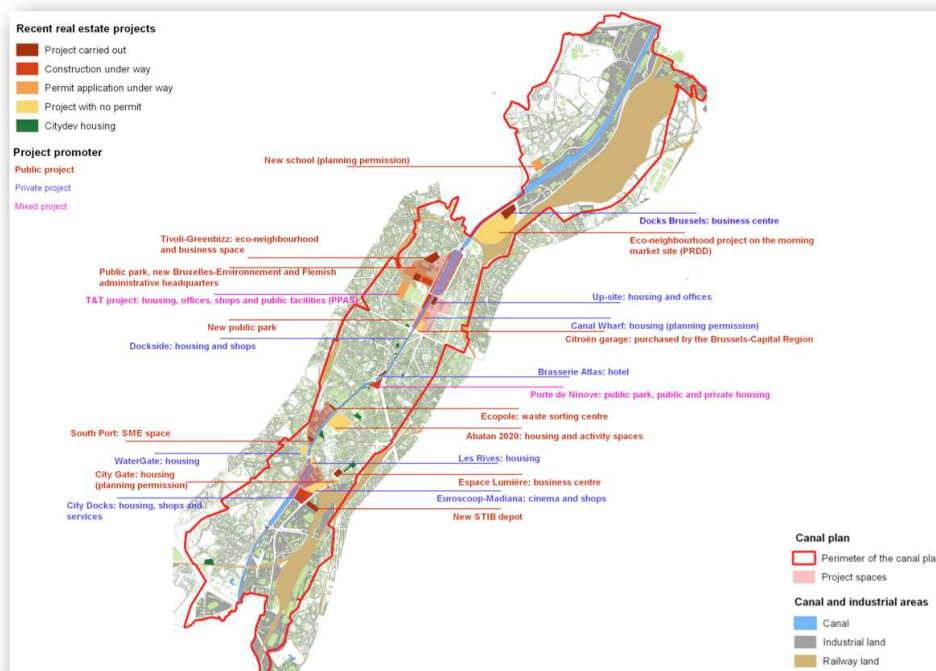 Recent real estate projects
Project carried out
Construction under way
Permit application under way
Project with no permit
Citydev housing
Project promoter
Public project
Private project
Mixed project
New school (planning permission)
Docks Bruxsels: business centre
Tivoli-Greenbizz: eco-neighbourhood
and business space
Eco-neighbourhood project on the morning
market site (PRDD)
Public park, new Bruxelles-Environnement and Flemish
administrative headquarters
T&T project: housing, offices, shops and public facilities (PPAS)
Up-site: housing and offices
New public park
Canal Wharf: housing (planning permission)
Citroën garage: purchased by the Brussels-Capital Region
Dockside: housing and shops
Brasserie Atlas: hotel
Porte de Ninove: public park, public and private housing
Ecopole: waste sorting centre
South Port: SME space
Abatan 2020: housing and activity spaces
WaterGate: housing
Les Rives: housing
City Gate: housing
(planning permission)
Espace Lumière: business centre
Euroscoop-Madiana: cinema and shops
City Docks: housing, shops and
services
New STIB depot
Canal plan
Perimeter of the canal pla
Project spaces
Canal and industrial areas
Canal
Industrial land
Railway land